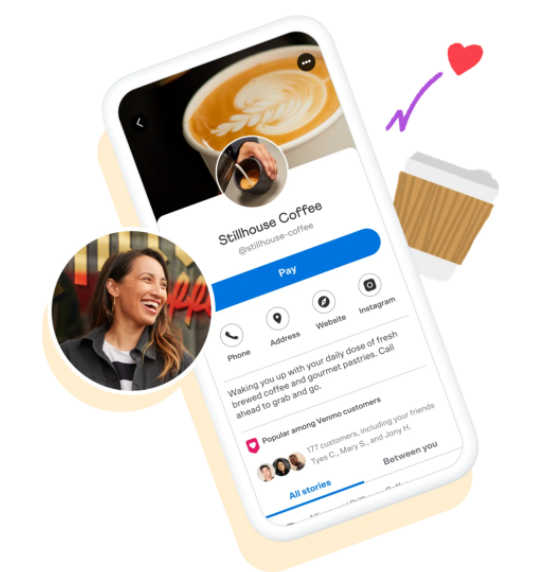 Stillhouse Coffee
@stillhouse-coffee
Pay
Phone
Address
Website
Instagram
Waking you up with your daily dose of fresh
brewed coffee and gourmet pastries. Call
ahead to grab and go.
Popular among Venmo customers
177 customers, including your friends
Tyes C., Mary S., and Jony H.
All stories
Between you